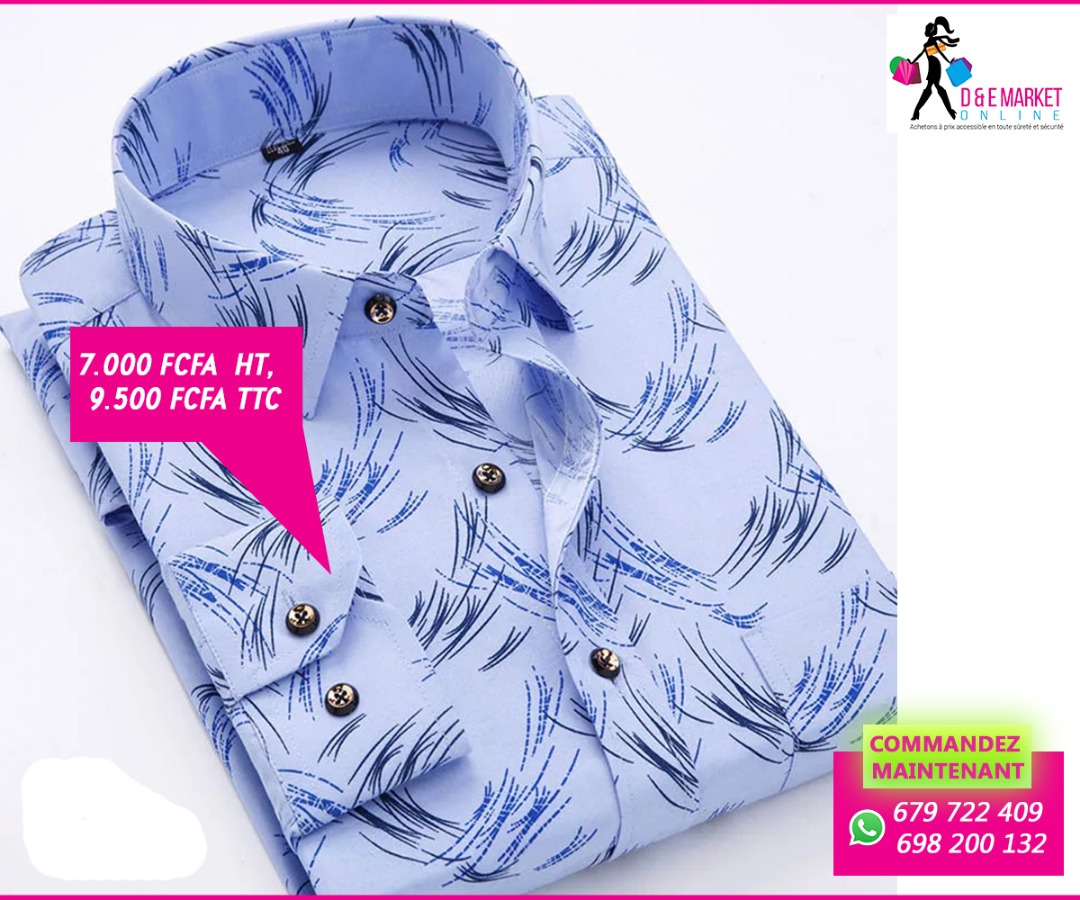 D & E MARKET
ONLINE
Achetons à prix accessible en toute sûreté et sécurité
40
7.000 FCFA HT,
9.500 FCFA TTC
COMMANDEZ
MAINTENANT
679 722 409
698 200 132